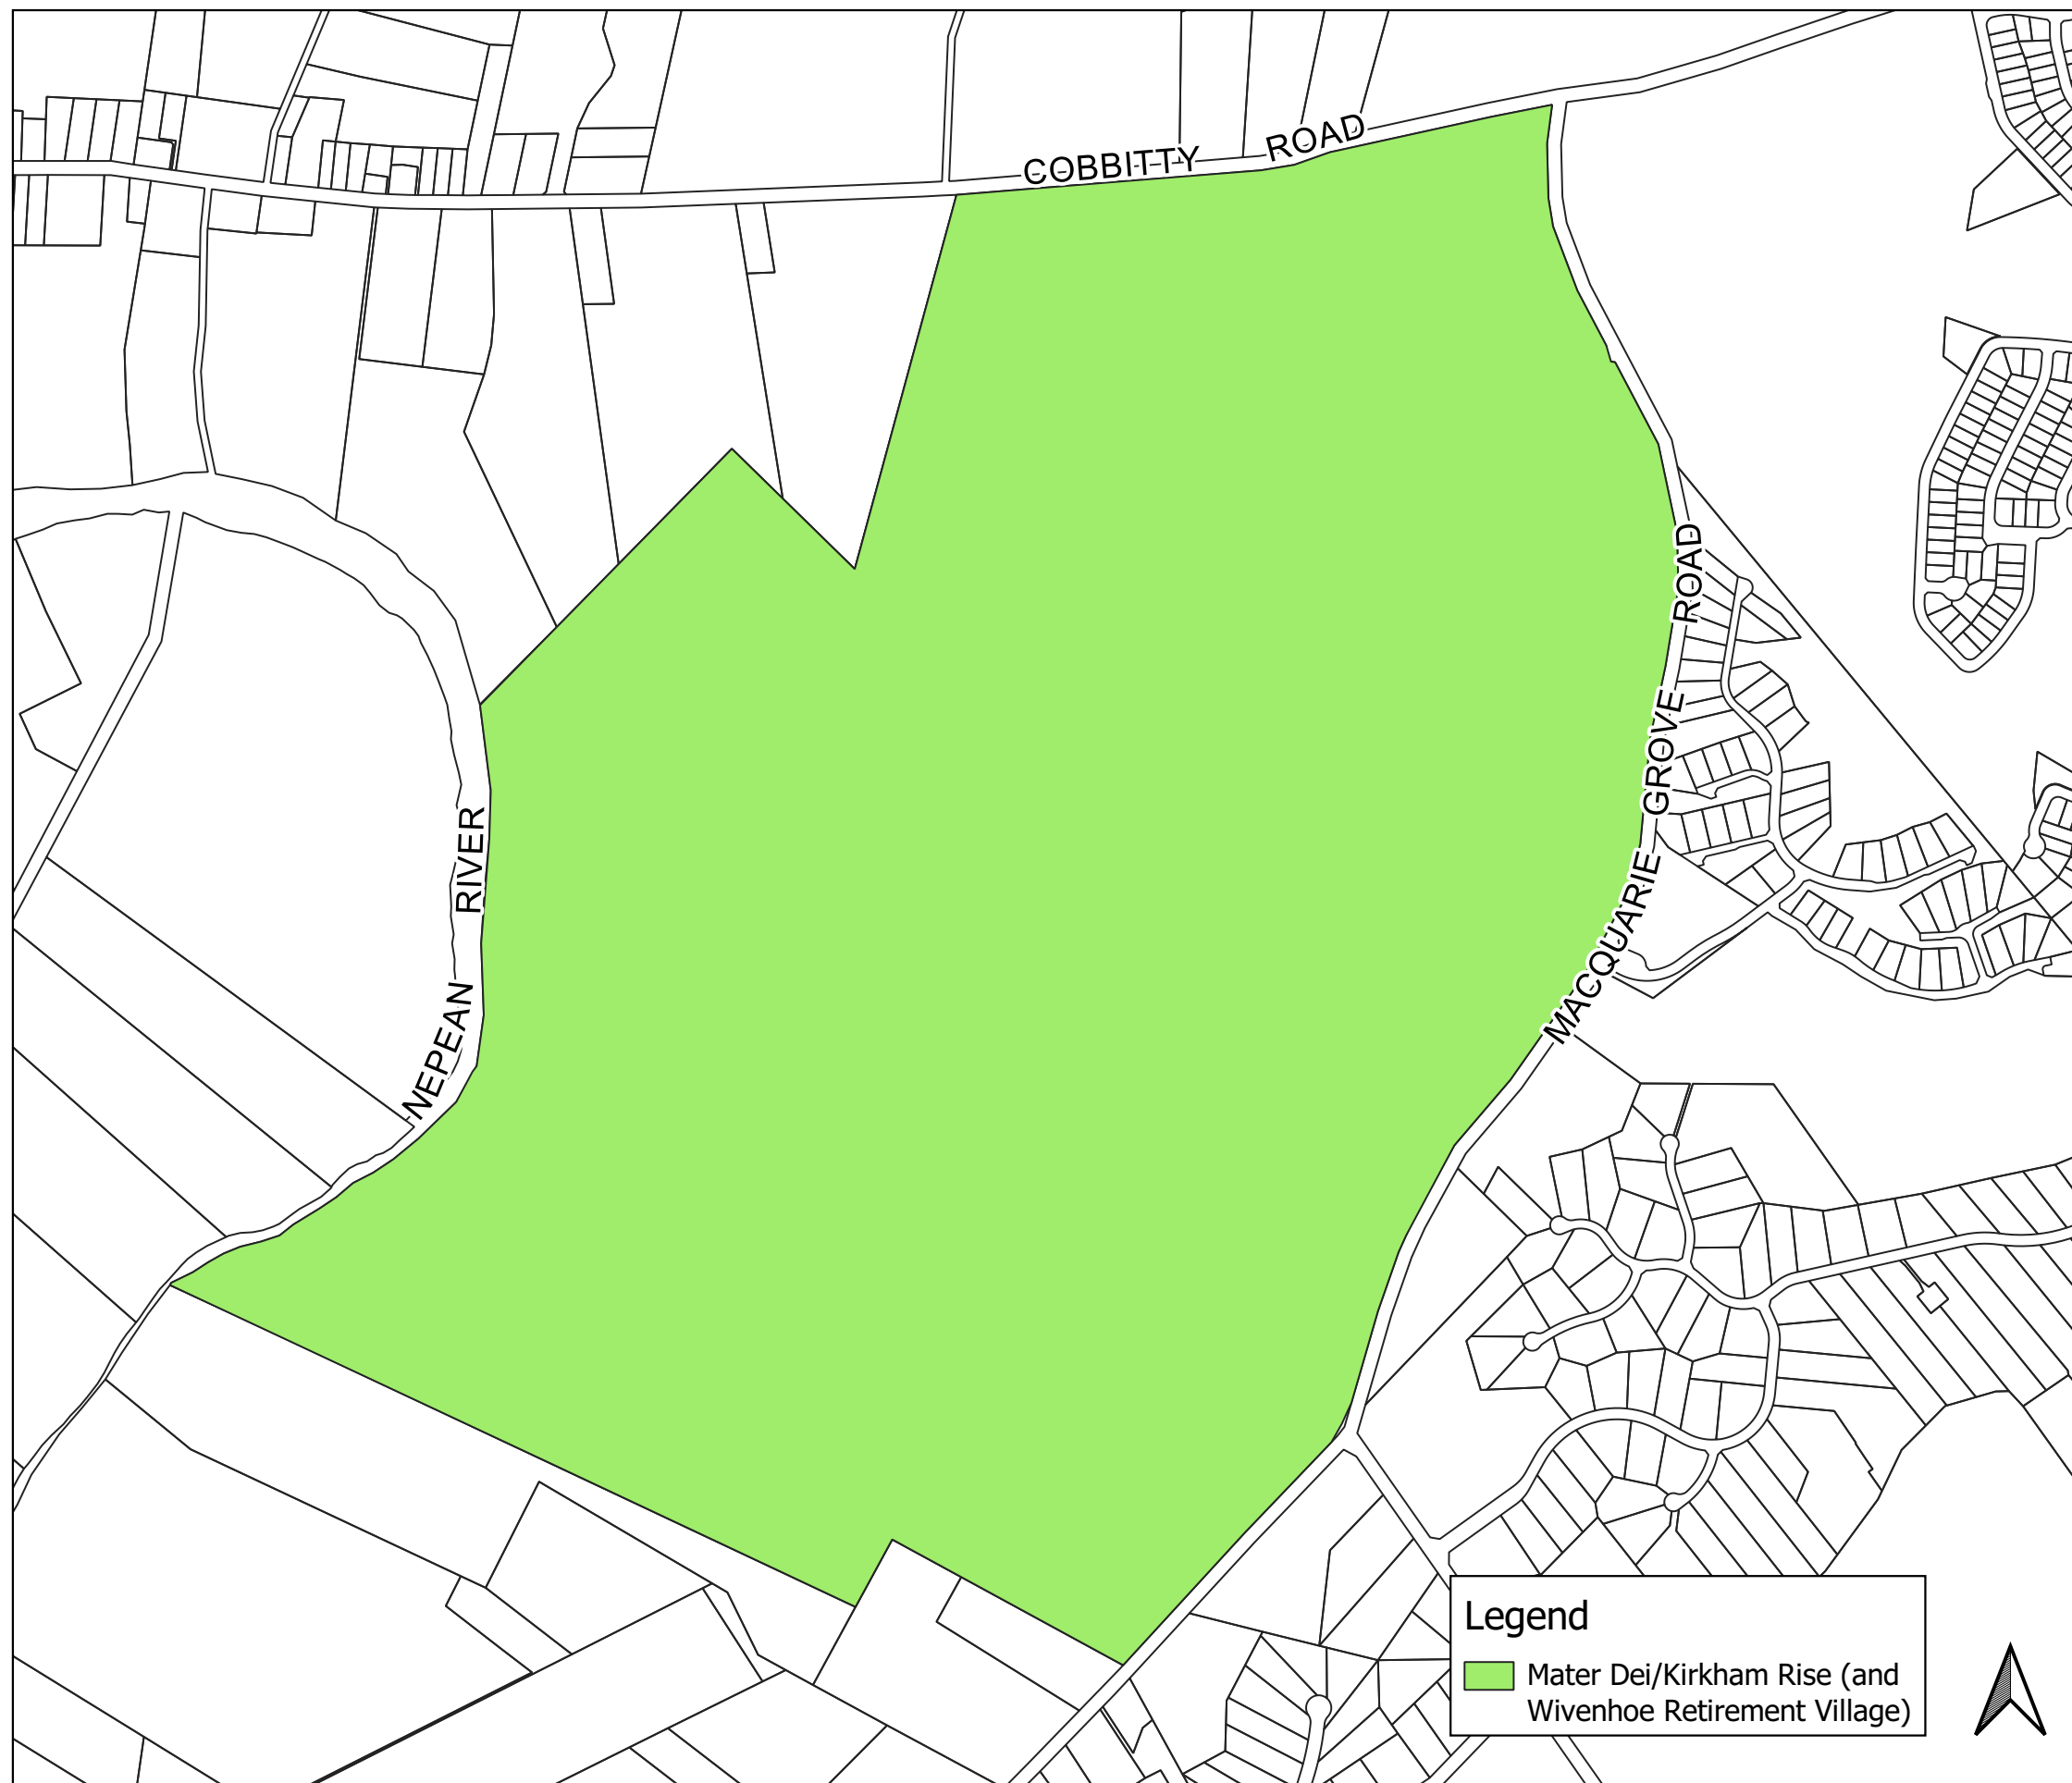 COBBITTY ROAD
MACQUARIE GROVE ROAD
NEPEAN RIVER
Legend
Mater Dei/Kirkham Rise (and
Wivenhoe Retirement Village)